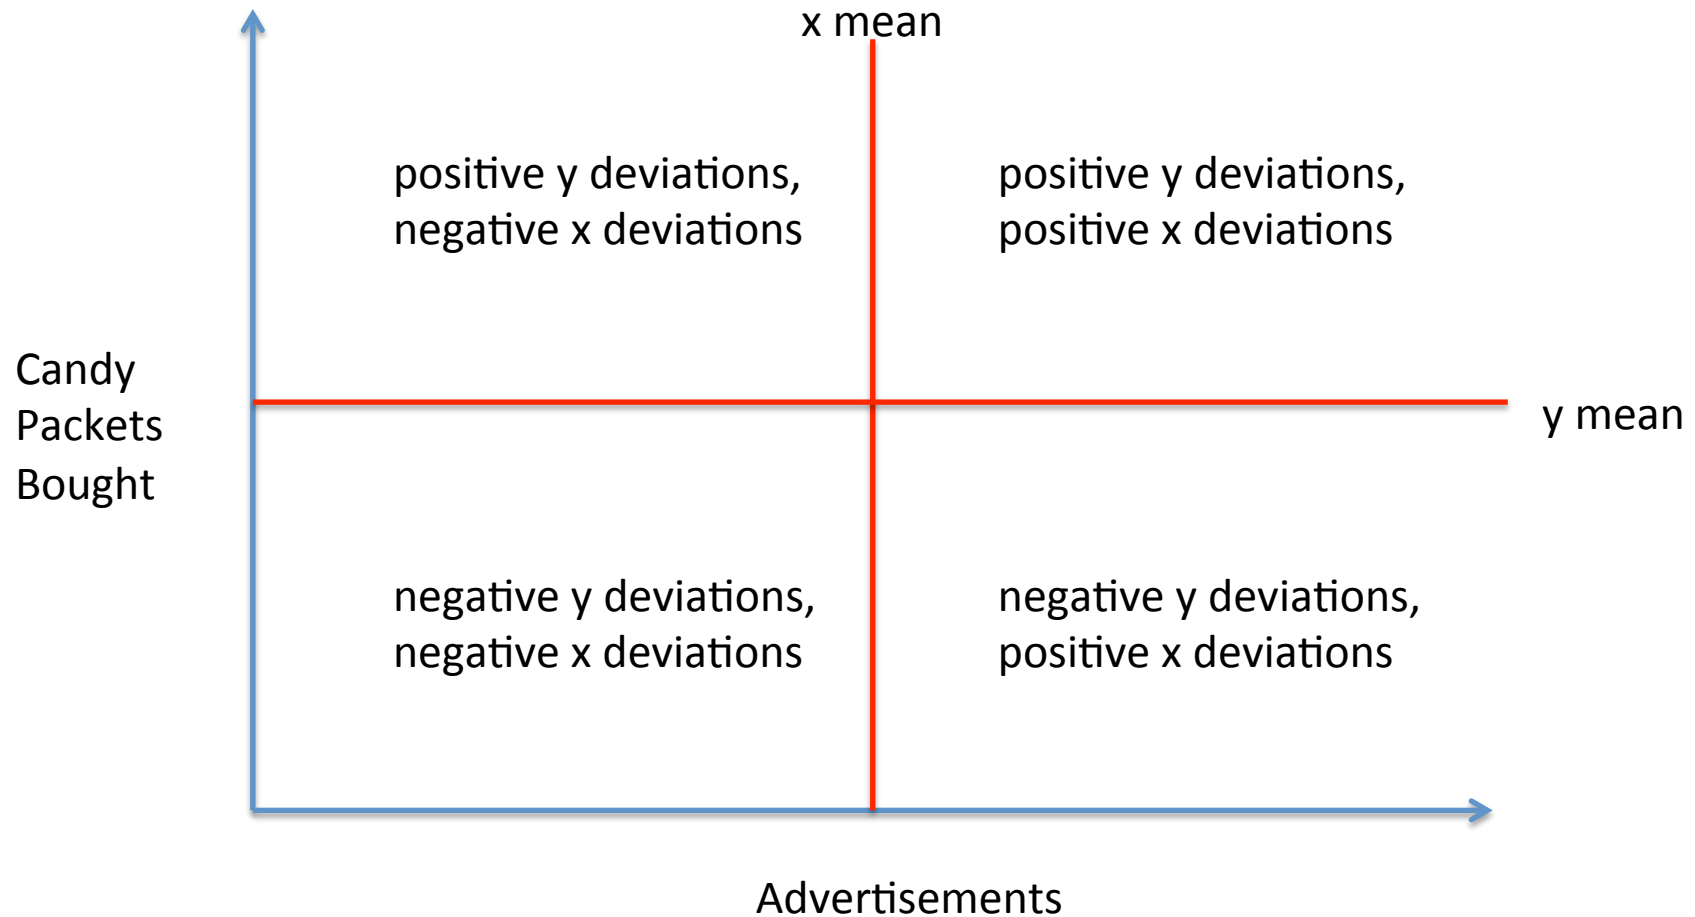 x mean
positive y deviations,
negative x deviations
positive y deviations,
positive x deviations
Candy
Packets
Bought
y mean
negative y deviations,
negative x deviations
negative y deviations,
positive x deviations
Advertisements